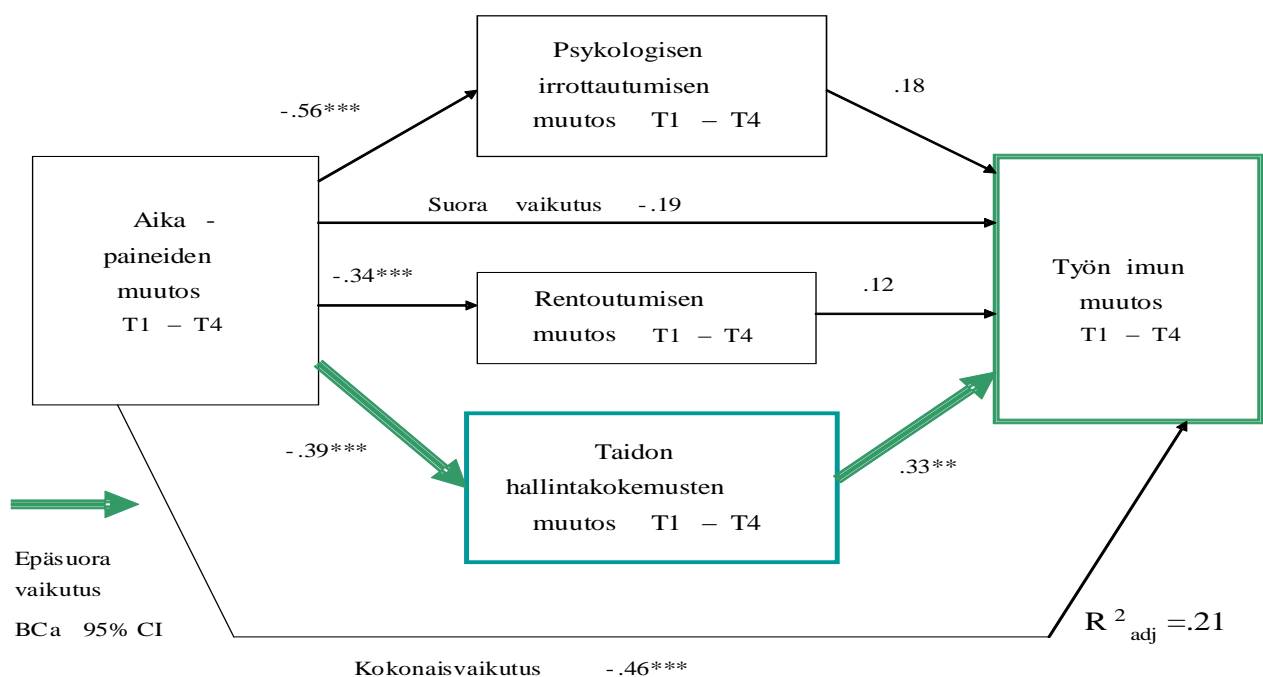 Psykologisen
irrottautumisen
muutos T1 – T4
-.56***
.18
Aika -
paineiden
muutos
T1 – T4
Suora vaikutus -.19
-.34***
Rentoutumisen
muutos T1 – T4
.12
Työn imun
muutos
T1 – T4
-.39***
Taidon
hallintakokemusten
muutos T1 – T4
.33**
Epäsuora
vaikutus
BCa 95% CI
R 2 adj =.21
Kokonaisvaikutus -.46***